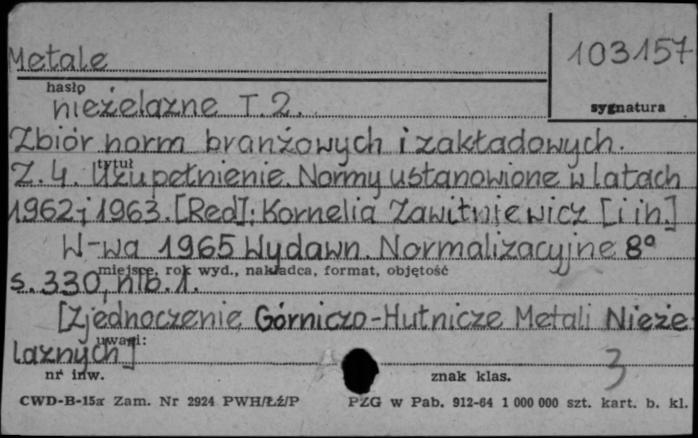 Metale
103157
hasło
nieżelazne T.2.
sygnatura
Zbiór norm branżowych i zakładowych.
tytuł
Z.4. Uzupełnienie. Normy ustanowione w latach
1962 i 1963. [Red]: Kornelia Zawitniewicz [i in.]
W-wa 1965 Wydawn. Normalizacyjne 8°
miejsce, rok wyd., nakładca, format, objętość
s. 330, nlb. 1.
[Zjednoczenie Górniczo-Hutnicze Metali Nieże-
uwagi:
laznych]
nr inw.
znak klas.
3
CWD-B-15a Zam. Nr 2924 PWH/Łź/P
PZG w Pab. 912-64 1 000 000 szt. kart. b. kl.